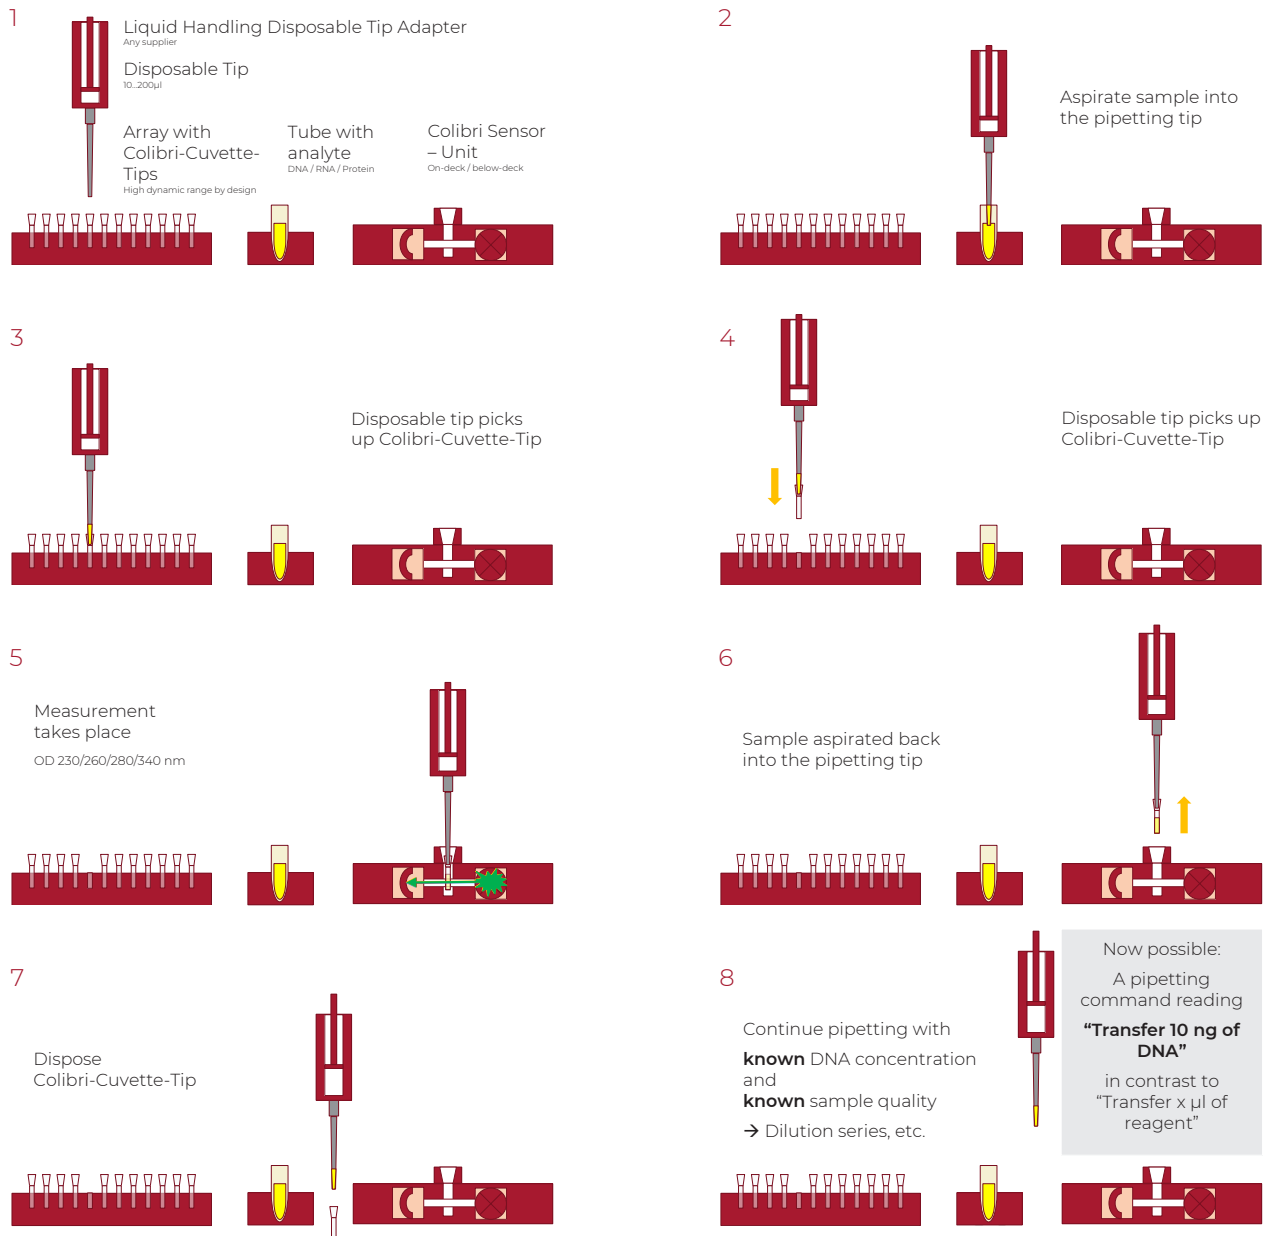 1
Liquid Handling Disposable Tip Adapter
Any supplier
Disposable Tip
10..200µl
Array with
Colibri-Cuvette-
Tips
High dynamic range by design
Tube with
analyte
DNA / RNA / Protein
Colibri Sensor
– Unit
On-deck / below-deck
2
Aspirate sample into
the pipetting tip
3
Disposable tip picks
up Colibri-Cuvette-Tip
4
Disposable tip picks up
Colibri-Cuvette-Tip
5
Measurement
takes place
OD 230/260/280/340 nm
6
Sample aspirated back
into the pipetting tip
7
Dispose
Colibri-Cuvette-Tip
8
Continue pipetting with
known DNA concentration
and
known sample quality
→ Dilution series, etc.
Now possible:
A pipetting
command reading
“Transfer 10 ng of
DNA”
in contrast to
“Transfer x µl of
reagent”